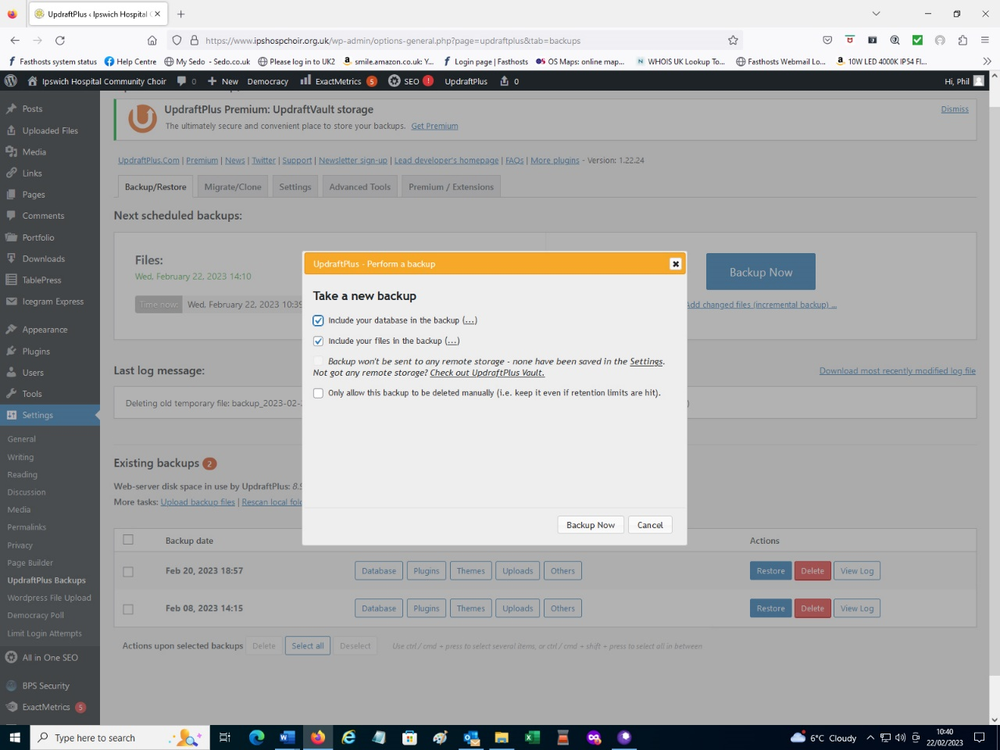 UpdraftPlus ‹ Ipswich Hospital
https://www.ipshospchoir.org.uk/wp-admin/options-general.php?page=updraftplus&tab=backups
Fasthosts system status
Help Centre
My Sedo - Sedo.co.uk
Please log in to UK2
smile.amazon.co.uk: Y...
Login page | Fasthosts
OS Maps: online map...
WHOIS UK Lookup To...
Fasthosts Webmail Lo...
10W LED 4000K IP54 Fl...
Ipswich Hospital Community Choir
0
New
Democracy
ExactMetrics 5
SEO !
UpdraftPlus
0
Hi, Phil
Posts
Uploaded Files
Media
Links
Pages
Comments
Portfolio
Downloads
TablePress
Icegram Express
Appearance
Plugins
Users
Tools
Settings
General
Writing
Reading
Discussion
Media
Permalinks
Privacy
Page Builder
UpdraftPlus Backups
Wordpress File Upload
Democracy Poll
Limit Login Attempts
All in One SEO
BPS Security
ExactMetrics 5
UpdraftPlus Premium: UpdraftVault storage
Dismiss
The ultimately secure and convenient place to store your backups. Get Premium
UpdraftPlus.Com | Premium | News | Twitter | Support | Newsletter sign-up | Lead developer's homepage | FAQs | More plugins - Version: 1.22.24
Backup/Restore
Migrate/Clone
Settings
Advanced Tools
Premium / Extensions
Next scheduled backups:
Files:
Wed, February 22, 2023 14:10
Time now: Wed, February 22, 2023 10:39
Backup Now
Add changed files (incremental backup) ...
UpdraftPlus - Perform a backup
Take a new backup
Include your database in the backup (...)
Include your files in the backup (...)
Backup won't be sent to any remote storage - none have been saved in the Settings.
Not got any remote storage? Check out UpdraftPlus Vault.
Only allow this backup to be deleted manually (i.e. keep it even if retention limits are hit).
Backup Now
Cancel
Last log message:
Download most recently modified log file
Deleting old temporary file: backup_2023-02-
)
Existing backups 2
Web-server disk space in use by UpdraftPlus: 8.
More tasks: Upload backup files | Rescan local
Backup date
Actions
Feb 20, 2023 18:57
Database
Plugins
Themes
Uploads
Others
Restore
Delete
View Log
Feb 08, 2023 14:15
Database
Plugins
Themes
Uploads
Others
Restore
Delete
View Log
Actions upon selected backups
Delete
Select all
Deselect
Use ctrl / cmd + press to select several items, or ctrl / cmd + shift + press to select all in between
Type here to search
6°C Cloudy
10:40
22/02/2023